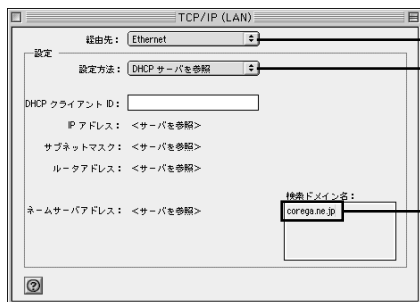 TCP/IP (LAN)
経由先： Ethernet
設定
設定方法： DHCP サーバを参照
DHCP クライアント ID：
IP アドレス： <サーバを参照>
サブネットマスク： <サーバを参照>
ルータアドレス： <サーバを参照>
検索ドメイン名：
ネームサーバアドレス： <サーバを参照>
corega.ne.jp
?